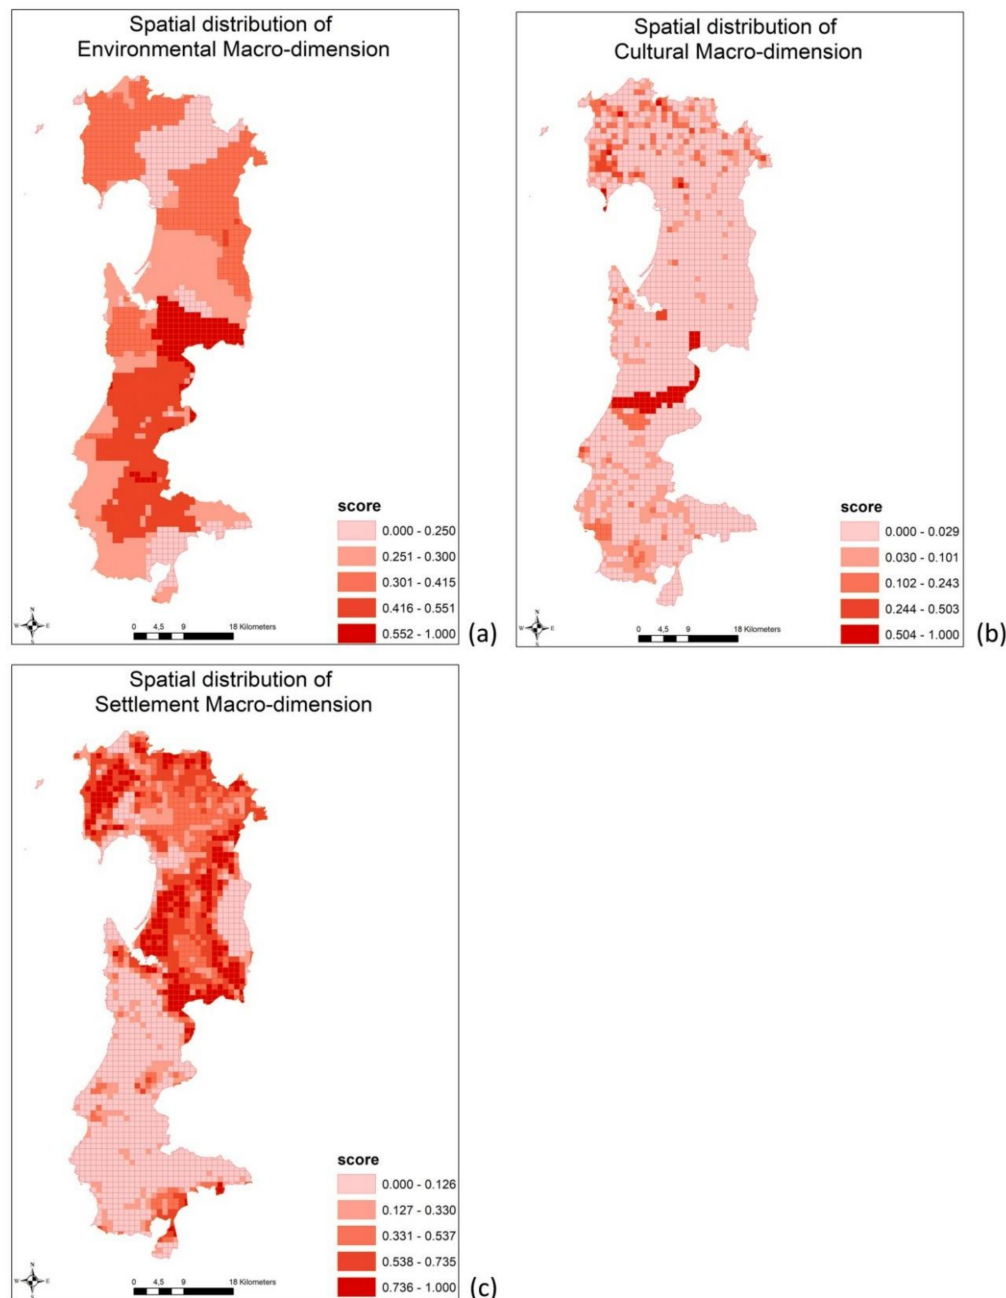 Spatial distribution of
Environmental Macro-dimension
score
0.000 - 0.250
0.251 - 0.300
0.301 - 0.415
0.416 - 0.551
0.552 - 1.000
N
W E
S
0 4,5 9 18 Kilometers
(a)
Spatial distribution of
Cultural Macro-dimension
score
0.000 - 0.029
0.030 - 0.101
0.102 - 0.243
0.244 - 0.503
0.504 - 1.000
N
W E
S
0 4,5 9 18 Kilometers
(b)
Spatial distribution of
Settlement Macro-dimension
score
0.000 - 0.126
0.127 - 0.330
0.331 - 0.537
0.538 - 0.735
0.736 - 1.000
N
W E
S
0 4,5 9 18 Kilometers
(c)